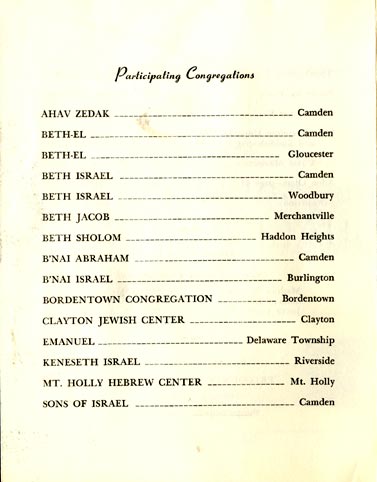 Participating Congregations
AHAV ZEDAK Camden
BETH-EL Camden
BETH-EL Gloucester
BETH ISRAEL Camden
BETH ISRAEL Woodbury
BETH JACOB Merchantville
BETH SHOLOM Haddon Heights
B'NAI ABRAHAM Camden
B'NAI ISRAEL Burlington
BORDENTOWN CONGREGATION Bordentown
CLAYTON JEWISH CENTER Clayton
EMANUEL Delaware Township
KENESETH ISRAEL Riverside
MT. HOLLY HEBREW CENTER Mt. Holly
SONS OF ISRAEL Camden